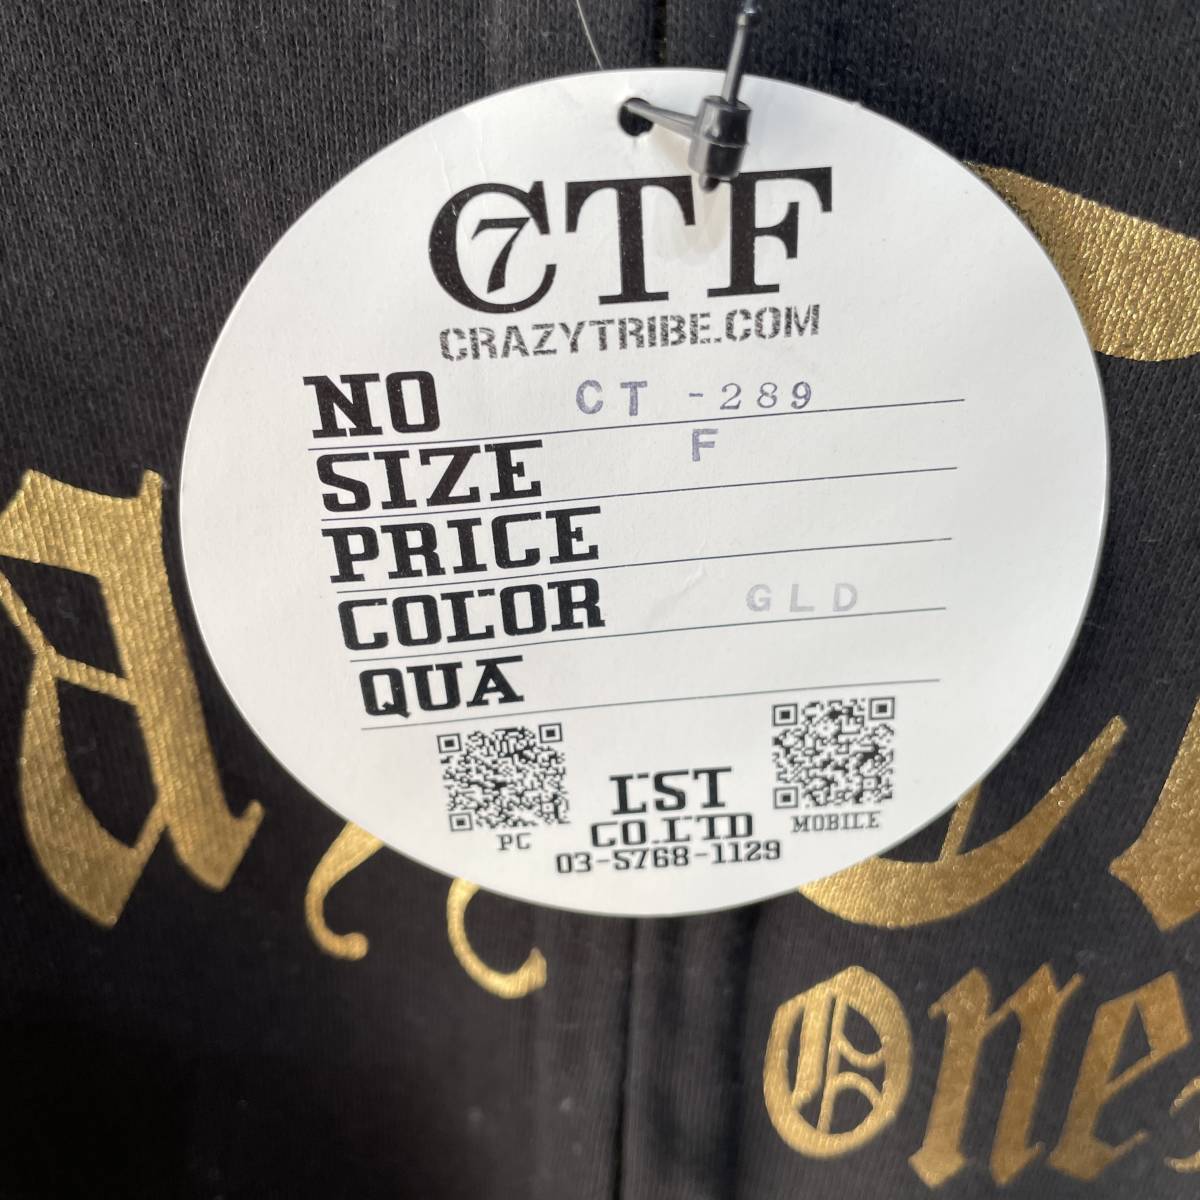 C7TF
CRAZYTRIBE.COM
NO CT-289
SIZE F
PRICE
COLOR GLD
QUA
PC
LST
CO.LTD
MOBILE
03-5768-1129
One